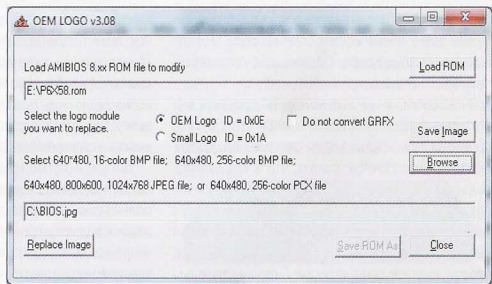 OEM LOGO v3.08
Load AMIBIOS 8.xx ROM file to modify
Load ROM
E:\P6X58.rom
Select the logo module
you want to replace.
OEM Logo ID = 0x0E
Do not convert GRFX
Small Logo ID = 0x1A
Save Image
Select 640*480, 16-color BMP file; 640x480, 256-color BMP file;
Browse
640x480, 800x600, 1024x768 JPEG file; or 640x480, 256-color PCX file
C:\BIOS.jpg
Replace Image
Save ROM As
Close